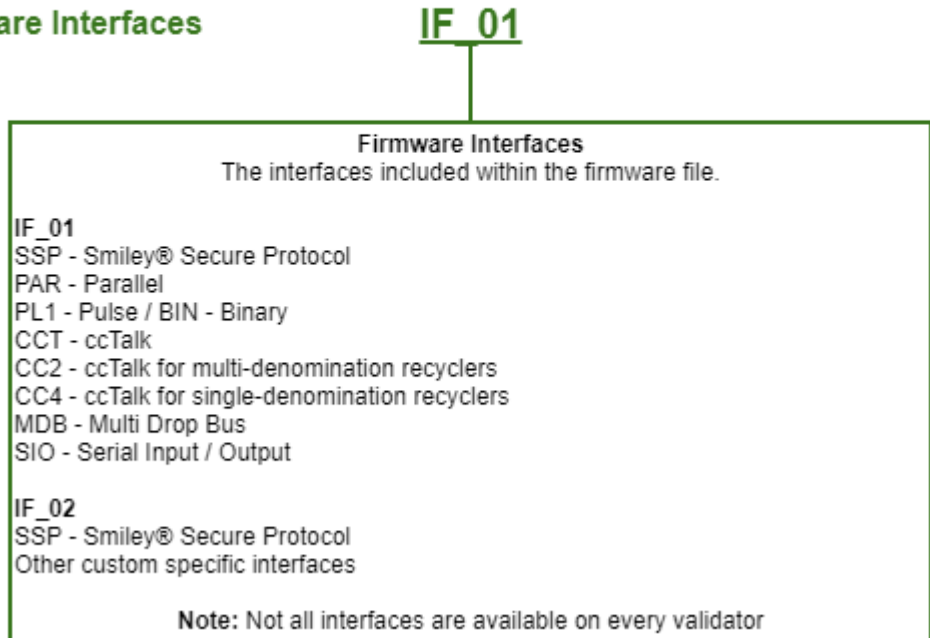 are Interfaces
IF_01
Firmware Interfaces
The interfaces included within the firmware file.
IF_01
SSP - Smiley® Secure Protocol
PAR - Parallel
PL1 - Pulse / BIN - Binary
CCT - ccTalk
CC2 - ccTalk for multi-denomination recyclers
CC4 - ccTalk for single-denomination recyclers
MDB - Multi Drop Bus
SIO - Serial Input / Output
IF_02
SSP - Smiley® Secure Protocol
Other custom specific interfaces
Note: Not all interfaces are available on every validator